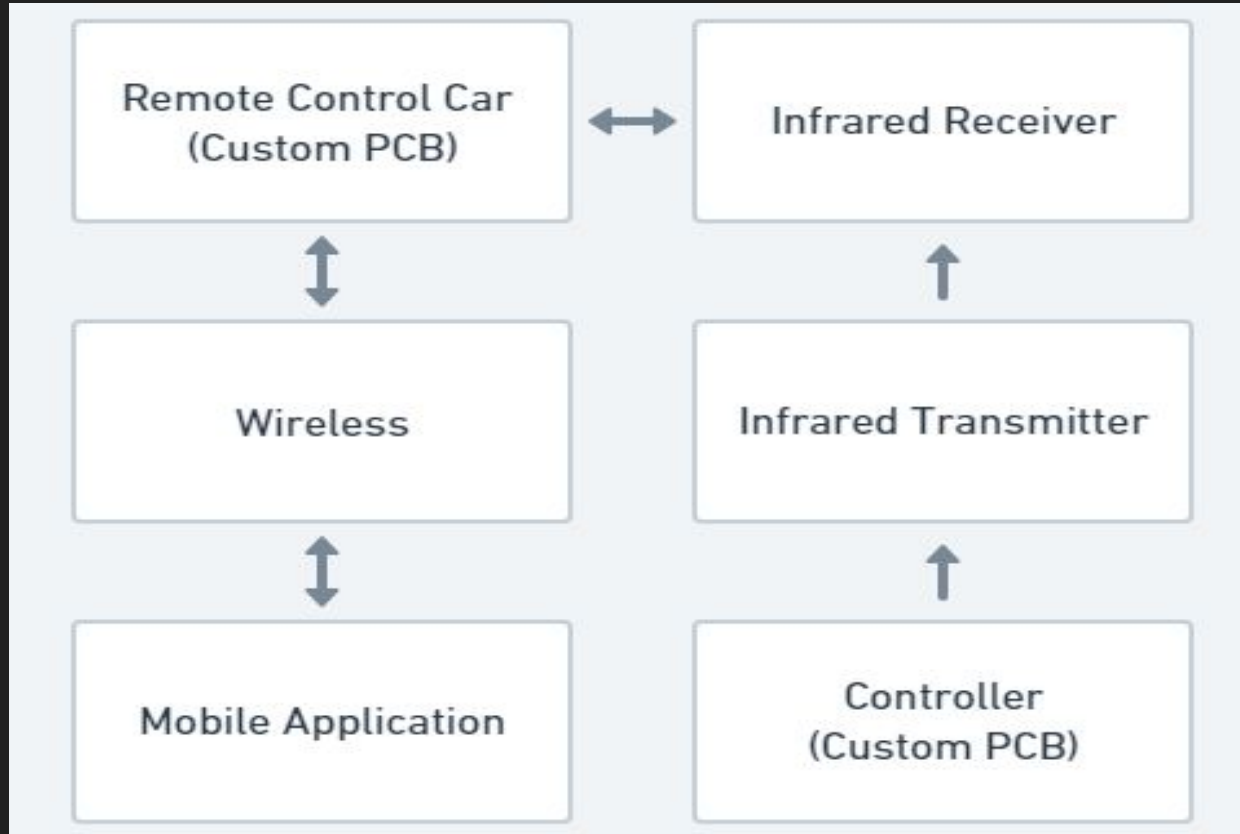 Remote Control Car
(Custom PCB)
Infrared Receiver
Wireless
Infrared Transmitter
Mobile Application
Controller
(Custom PCB)